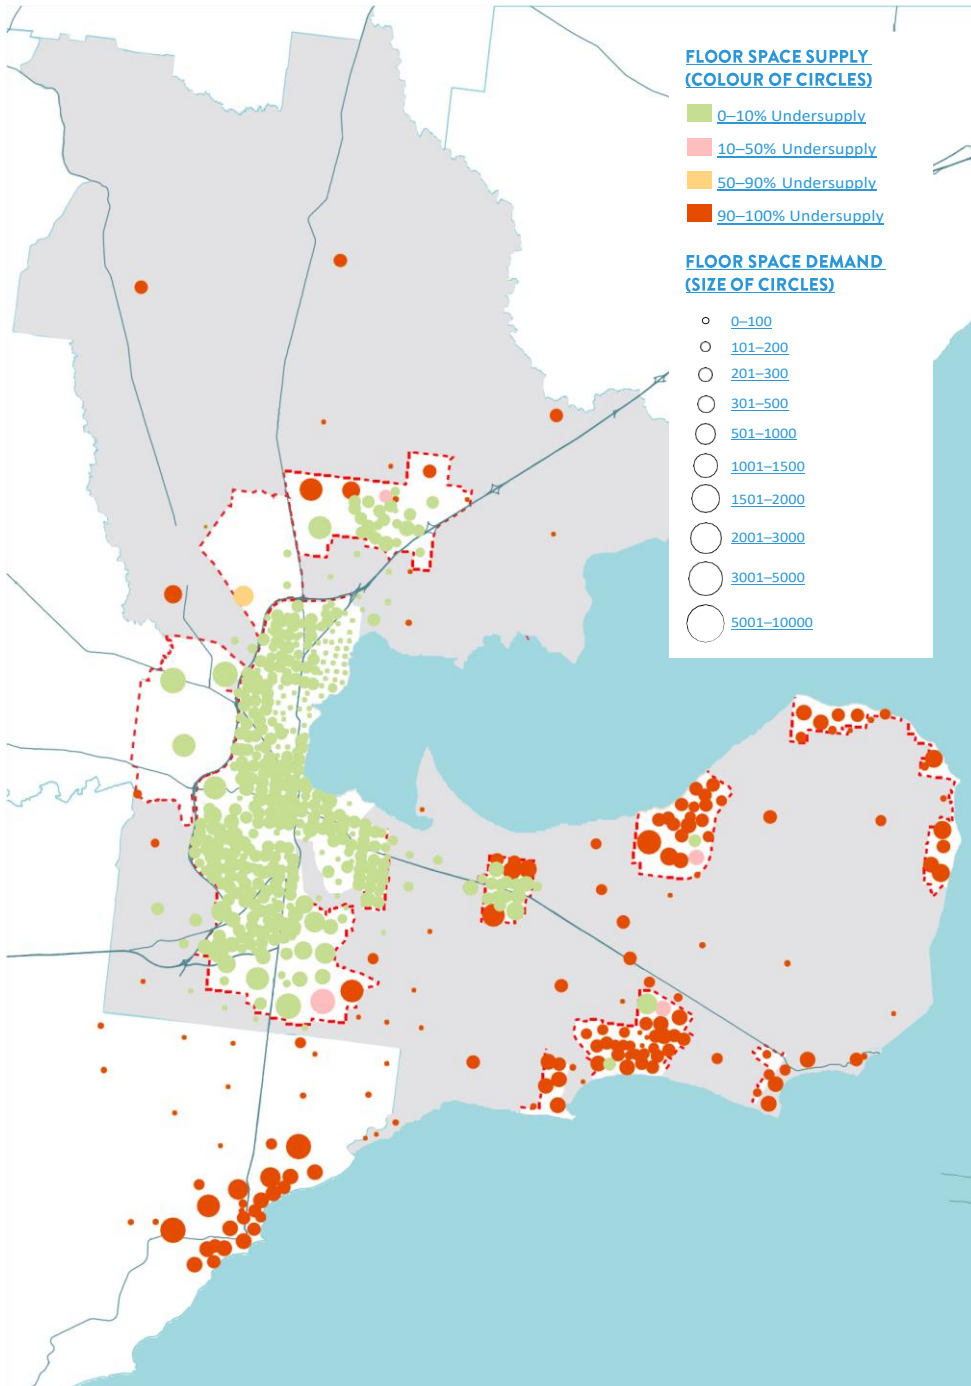 FLOOR SPACE SUPPLY
(COLOUR OF CIRCLES)
0–10% Undersupply
10–50% Undersupply
50–90% Undersupply
90–100% Undersupply
FLOOR SPACE DEMAND
(SIZE OF CIRCLES)
0–100
101–200
201–300
301–500
501–1000
1001–1500
1501–2000
2001–3000
3001–5000
5001–10000